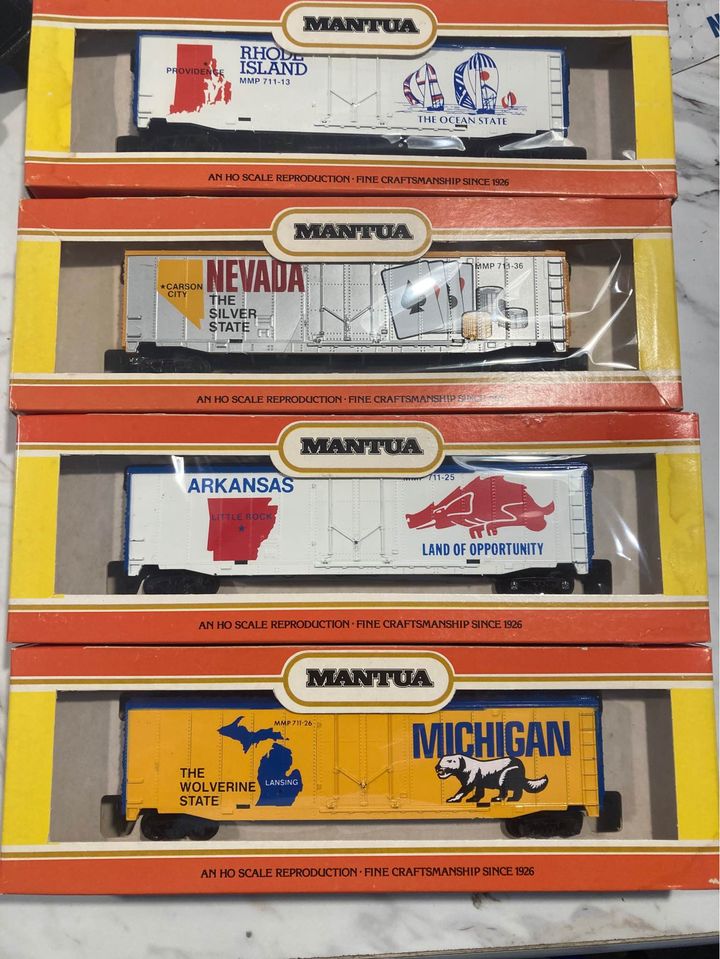 MANTUA
RHODE
ISLAND
PROVIDENCE
MMP 711-13
THE OCEAN STATE
AN HO SCALE REPRODUCTION · FINE CRAFTSMANSHIP SINCE 1926
MANTUA
CARSON
CITY
NEVADA
THE
SILVER
STATE
MMP 711-36
AN HO SCALE REPRODUCTION · FINE CRAFTSMANSHIP SINCE
MANTUA
ARKANSAS
LITTLE ROCK
711-25
LAND OF OPPORTUNITY
AN HO SCALE REPRODUCTION · FINE CRAFTSMANSHIP SINCE 1926
MANTUA
MMP 711-26
THE
WOLVERINE
STATE
LANSING
MICHIGAN
AN HO SCALE REPRODUCTION · FINE CRAFTSMANSHIP SINCE 1926